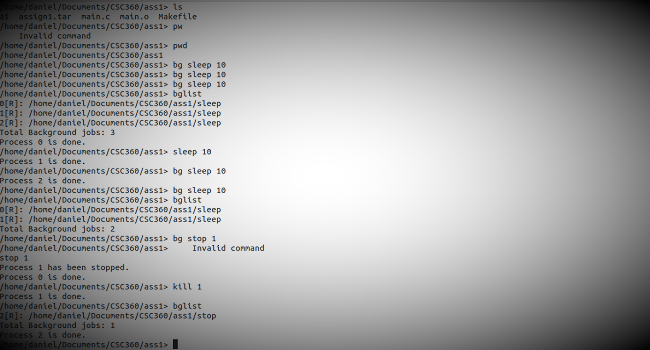 /home/daniel/Documents/CSC360/ass1> ls
a1  assign1.tar  main.c  main.o  Makefile
/home/daniel/Documents/CSC360/ass1> pw
    Invalid command
/home/daniel/Documents/CSC360/ass1> pwd
/home/daniel/Documents/CSC360/ass1
/home/daniel/Documents/CSC360/ass1> bg sleep 10
/home/daniel/Documents/CSC360/ass1> bg sleep 10
/home/daniel/Documents/CSC360/ass1> bg sleep 10
/home/daniel/Documents/CSC360/ass1> bglist
0[R]: /home/daniel/Documents/CSC360/ass1/sleep
1[R]: /home/daniel/Documents/CSC360/ass1/sleep
2[R]: /home/daniel/Documents/CSC360/ass1/sleep
Total Background jobs: 3
Process 0 is done.
/home/daniel/Documents/CSC360/ass1> sleep 10
Process 1 is done.
/home/daniel/Documents/CSC360/ass1> bg sleep 10
Process 2 is done.
/home/daniel/Documents/CSC360/ass1> bg sleep 10
/home/daniel/Documents/CSC360/ass1> bglist
0[R]: /home/daniel/Documents/CSC360/ass1/sleep
1[R]: /home/daniel/Documents/CSC360/ass1/sleep
Total Background jobs: 2
/home/daniel/Documents/CSC360/ass1> bg stop 1
/home/daniel/Documents/CSC360/ass1>     Invalid command
stop 1
Process 1 has been stopped.
Process 0 is done.
/home/daniel/Documents/CSC360/ass1> kill 1
Process 1 is done.
/home/daniel/Documents/CSC360/ass1> bglist
2[R]: /home/daniel/Documents/CSC360/ass1/stop
Total Background jobs: 1
Process 2 is done.
/home/daniel/Documents/CSC360/ass1>